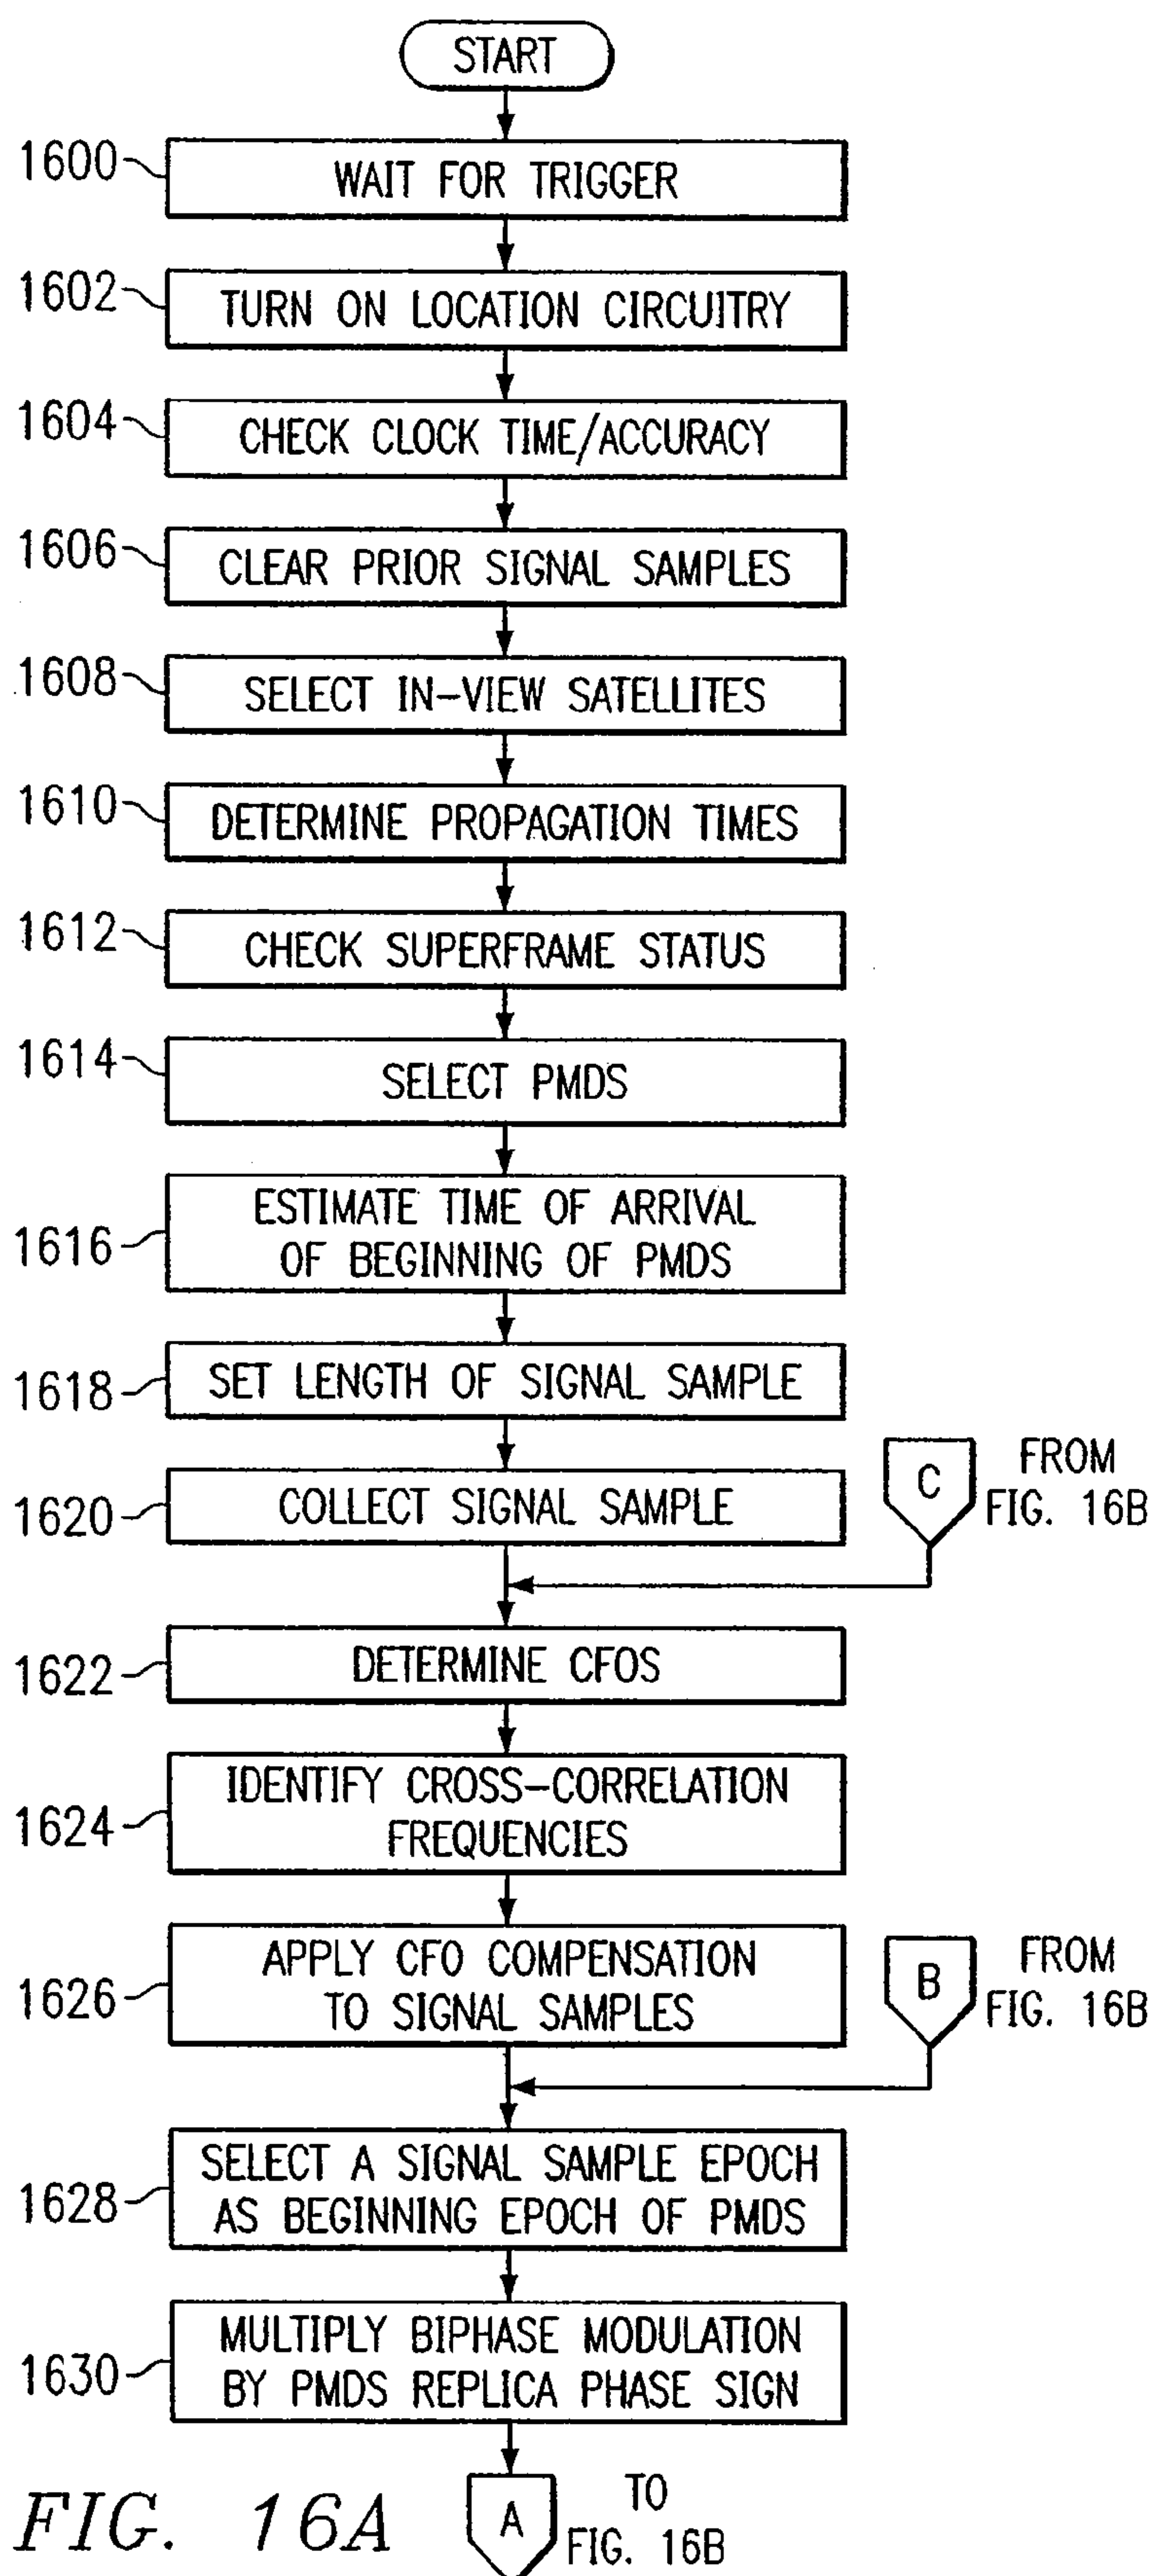 START
1600
WAIT FOR TRIGGER
1602
TURN ON LOCATION CIRCUITRY
1604
CHECK CLOCK TIME/ACCURACY
1606
CLEAR PRIOR SIGNAL SAMPLES
1608
SELECT IN-VIEW SATELLITES
1610
DETERMINE PROPAGATION TIMES
1612
CHECK SUPERFRAME STATUS
1614
SELECT PMDS
1616
ESTIMATE TIME OF ARRIVAL
OF BEGINNING OF PMDS
1618
SET LENGTH OF SIGNAL SAMPLE
1620
COLLECT SIGNAL SAMPLE
C
FROM
FIG. 16B
1622
DETERMINE CFOS
1624
IDENTIFY CROSS-CORRELATION
FREQUENCIES
1626
APPLY CFO COMPENSATION
TO SIGNAL SAMPLES
B
FROM
FIG. 16B
1628
SELECT A SIGNAL SAMPLE EPOCH
AS BEGINNING EPOCH OF PMDS
1630
MULTIPLY BIPHASE MODULATION
BY PMDS REPLICA PHASE SIGN
FIG. 16A
A
TO
FIG. 16B